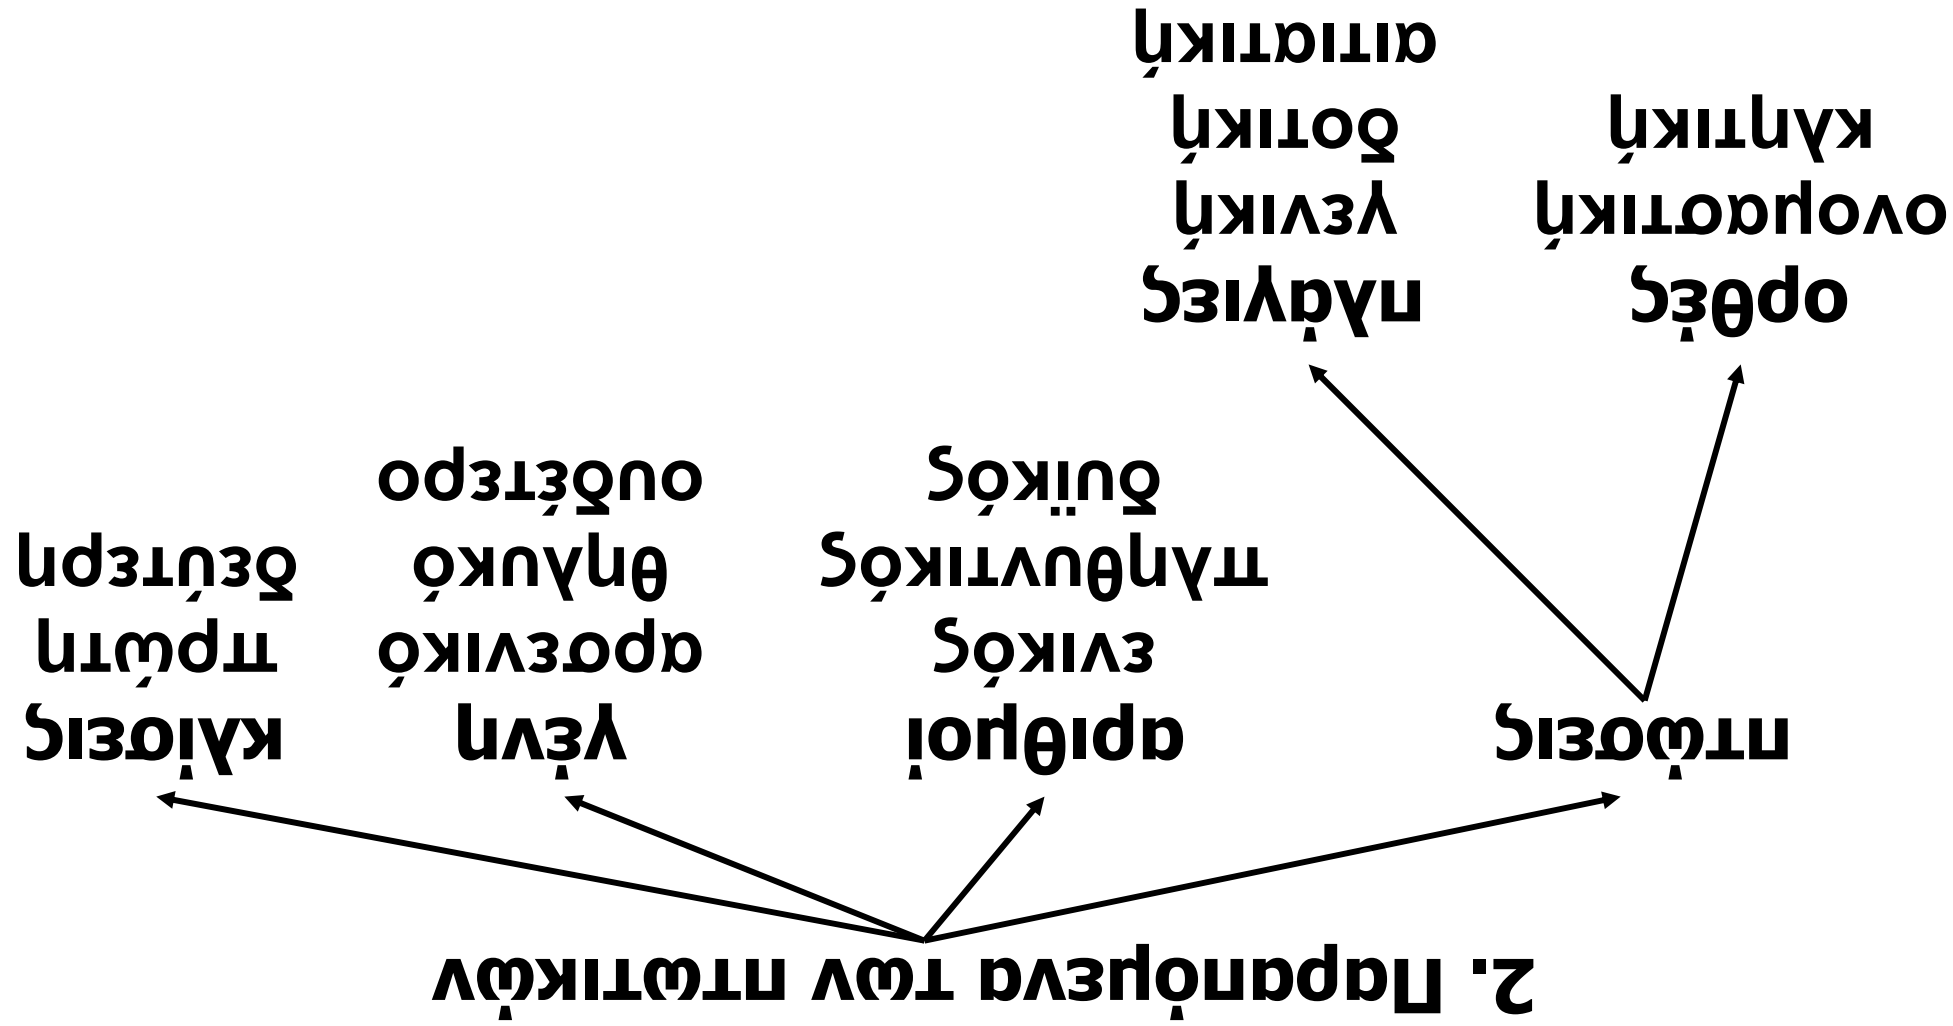 2. Παραπόμενα των πτωτικών
πτώσεις
ορθές
ονομαστική
κλητική
πλάγιες
γενική
δοτική
αιτιατική
αριθμοί
ενικός
πληθυντικός
δυϊκός
γένη
αρσενικό
θηλυκό
ουδέτερο
κλίσεις
πρώτη
δεύτερη